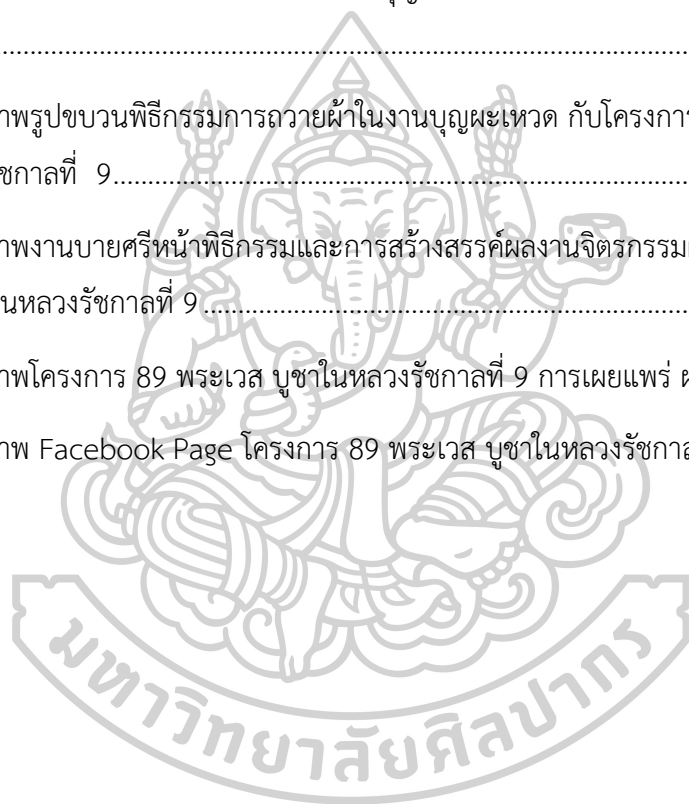 ................................................................................................
าพรูปขบวนพิธีกรรมการถวายผ้าในงานบุญผะเหวด กับโครงการ
ชกาลที่ 9................................................................................
าพงานบายศรีหน้าพิธีกรรมและการสร้างสรรค์ผลงานจิตรกรรม
นหลวงรัชกาลที่ 9.......................................................................
าพโครงการ 89 พระเวส บูชาในหลวงรัชกาลที่ 9 การเผยแพร่
าพ Facebook Page โครงการ 89 พระเวส บูชาในหลวงรัชกาล
มหาวิทยาลัยศิลปากร